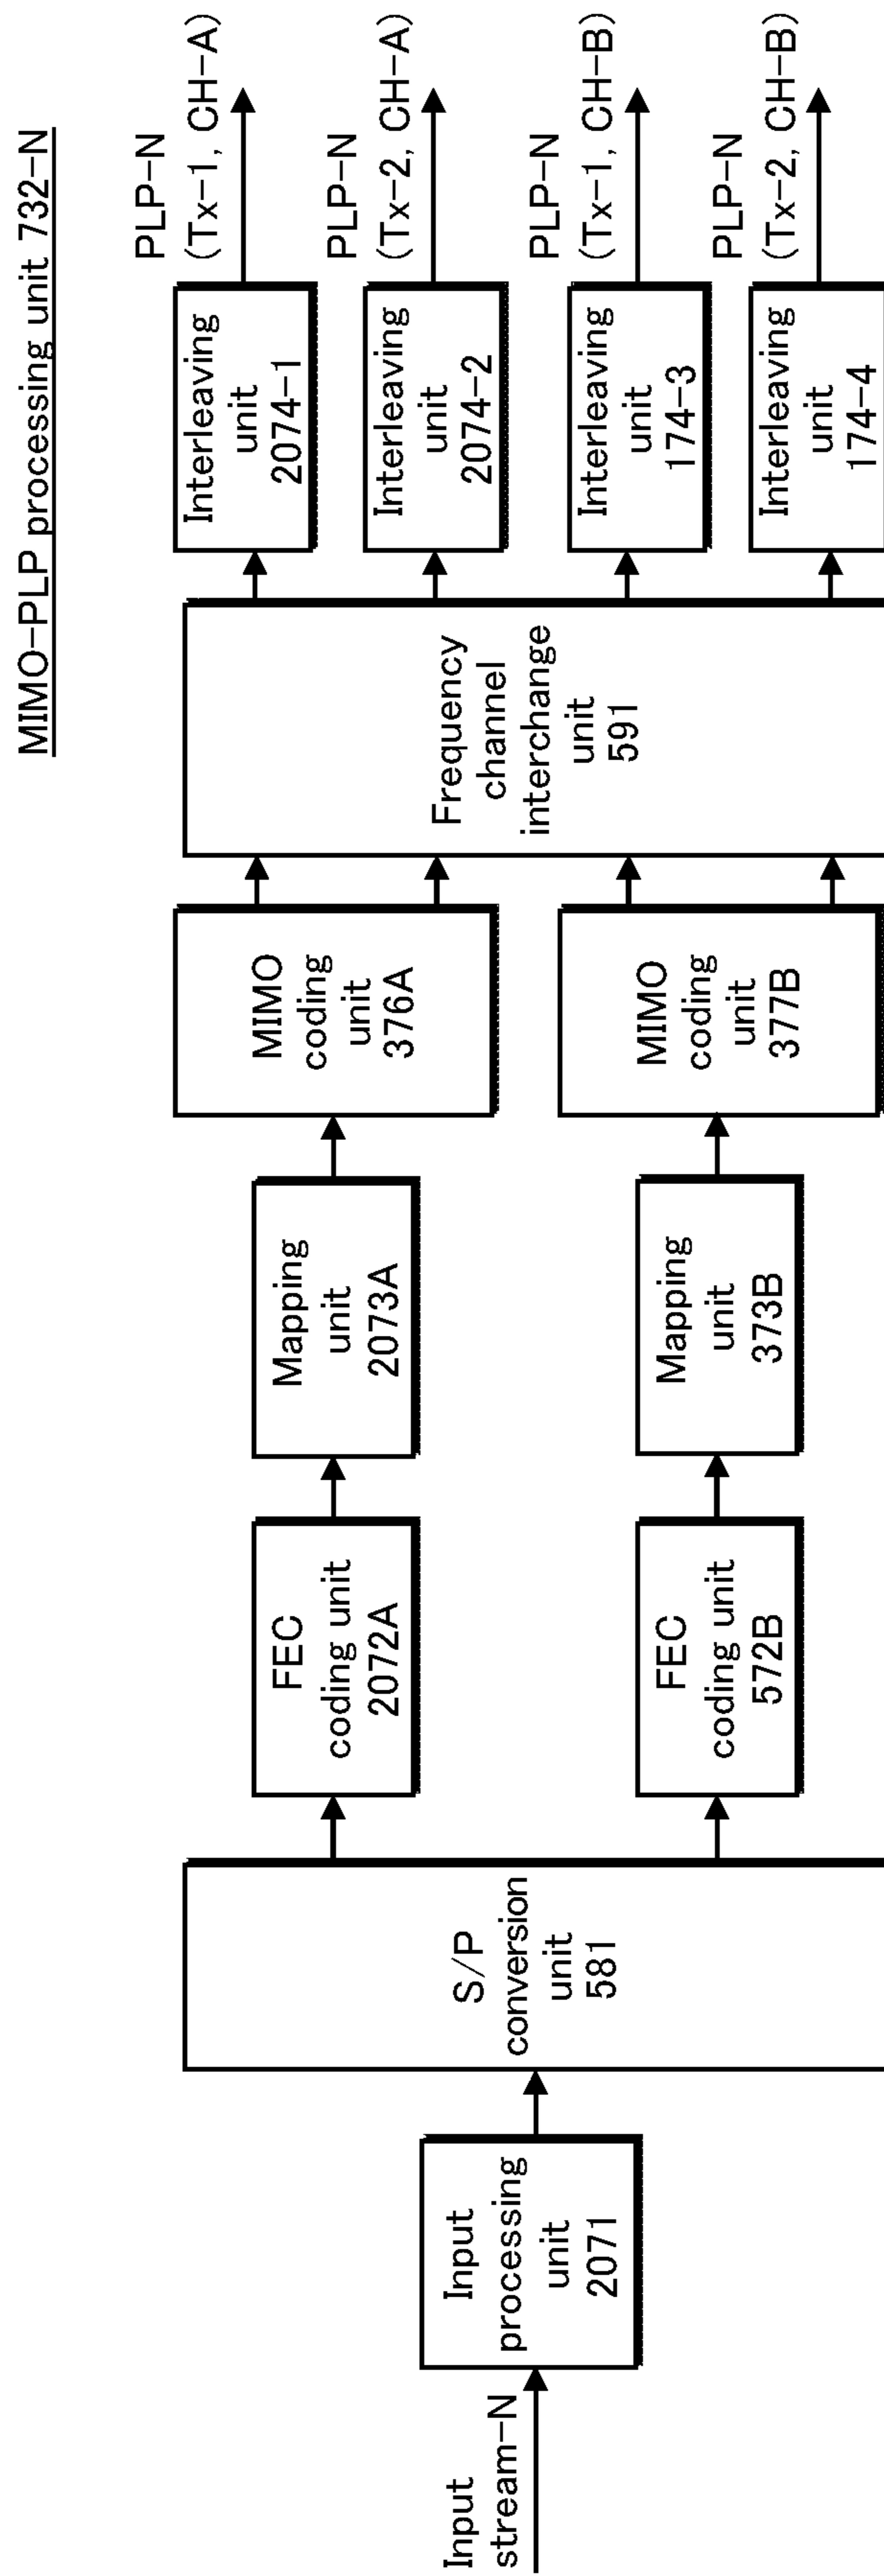 MIMO-PLP processing unit 732-N
Input
stream-N
Input
processing
unit
2071
S/P
conversion
unit
581
FEC
coding unit
2072A
Mapping
unit
2073A
MIMO
coding
unit
376A
FEC
coding unit
572B
Mapping
unit
373B
MIMO
coding
unit
377B
Frequency
channel
interchange
unit
591
Interleaving
unit
2074-1
PLP-N
(Tx-1, CH-A)
Interleaving
unit
2074-2
PLP-N
(Tx-2, CH-A)
Interleaving
unit
174-3
PLP-N
(Tx-1, CH-B)
Interleaving
unit
174-4
PLP-N
(Tx-2, CH-B)